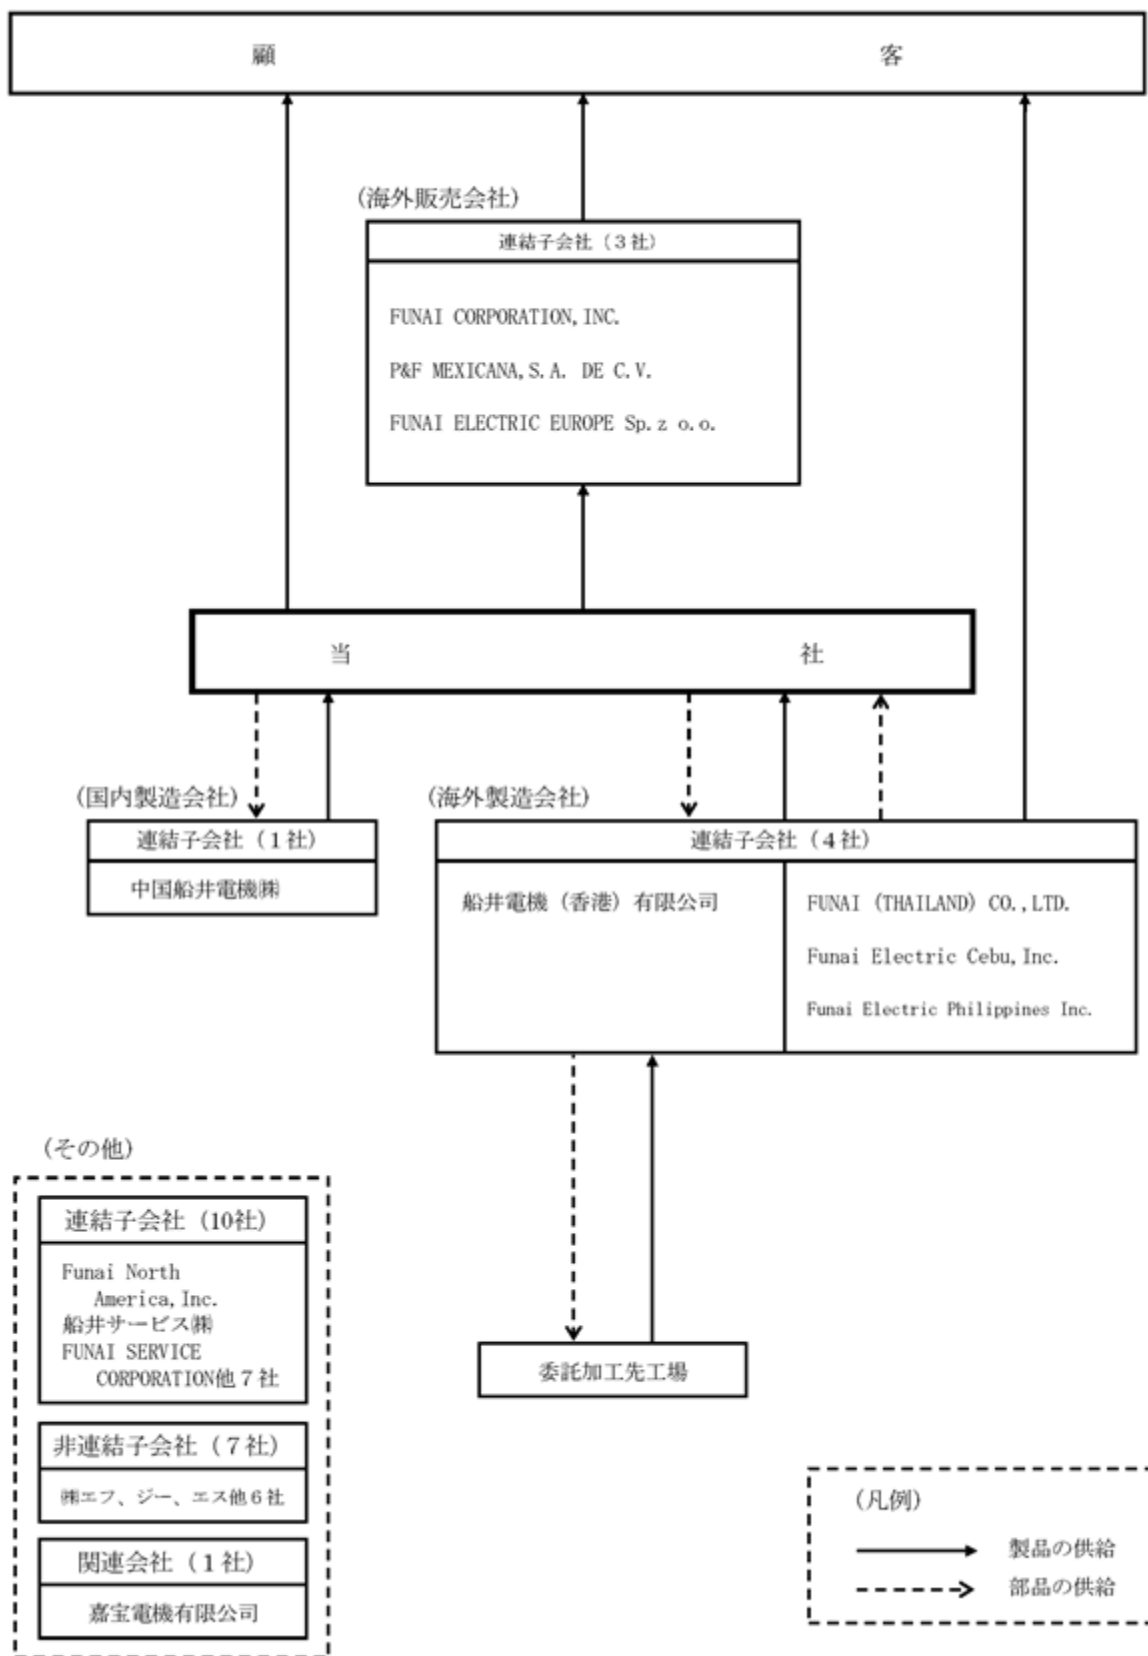 顧 客
(海外販売会社)
連結子会社（３社）
FUNAI CORPORATION,INC.
P&F MEXICANA,S.A. DE C.V.
FUNAI ELECTRIC EUROPE Sp.z o.o.
当 社
(国内製造会社)
連結子会社（１社）
中国船井電機㈱
(海外製造会社)
連結子会社（４社）
船井電機（香港）有限公司
FUNAI (THAILAND) CO.,LTD.
Funai Electric Cebu,Inc.
Funai Electric Philippines Inc.
委託加工先工場
(その他)
連結子会社（10社）
Funai North
America,Inc.
船井サービス㈱
FUNAI SERVICE
CORPORATION他７社
非連結子会社（７社）
㈱エフ、ジー、エス他６社
関連会社（１社）
嘉宝電機有限公司
(凡例)
製品の供給
部品の供給